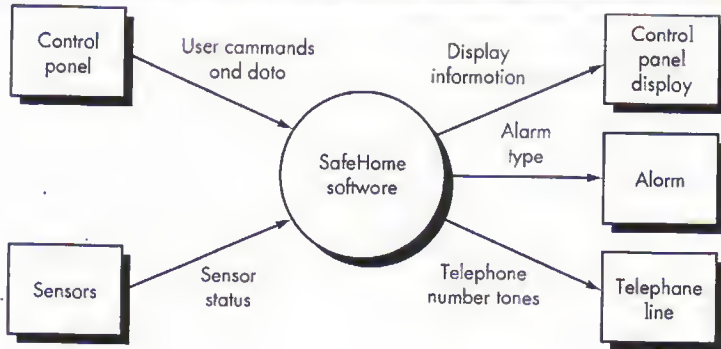 Control
ponel
User cammands
ond doto
Display
informotion
Control
panel
display
SafeHome
softwore
Alarm
type
Alorm
Sensors
Sensor
status
Telephone
number tones
Telephane
line